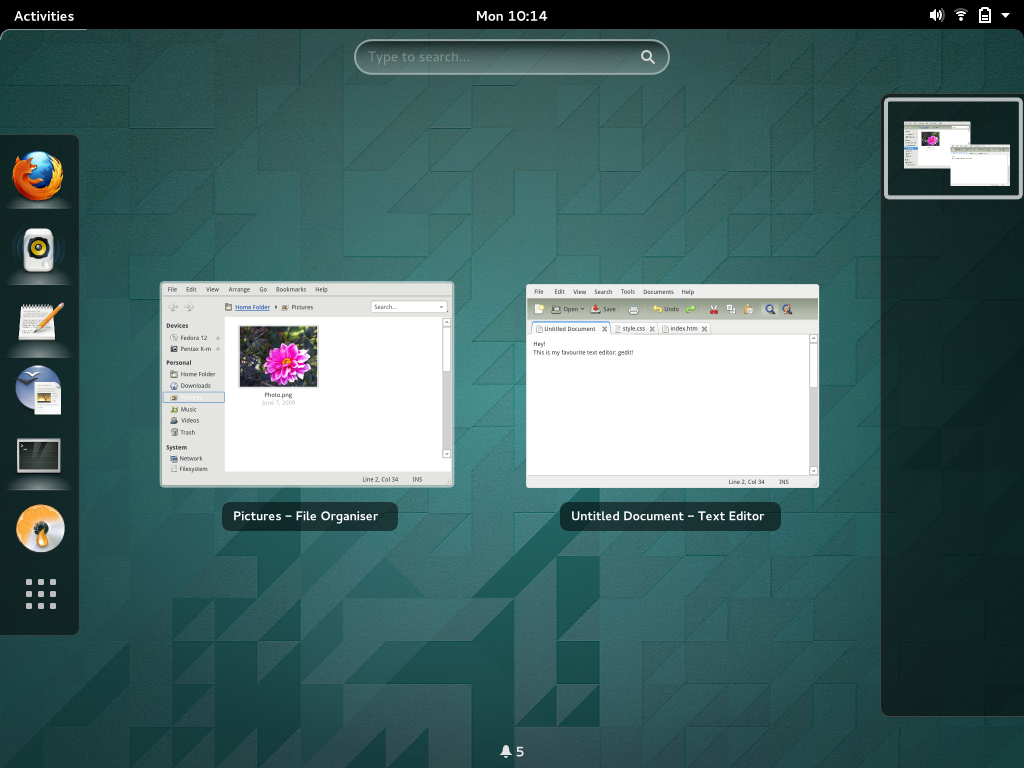 Activities
Mon 10:14
Type to search...
File Edit View Arrange Go Bookmarks Help
Home Folder Pictures Search...
Devices
Fedora 12
Pentax K-m
Personal
Home Folder
Downloads
Pictures
Music
Videos
Trash
System
Network
Filesystem
Photo.png
June 7, 2009
Line 2, Col 34 INS
Pictures – File Organiser
File Edit View Search Tools Documents Help
Open Save Undo
Untitled Document style.css index.htm
Hey!
This is my favourite text editor: gedit!
Line 2, Col 34 INS
Untitled Document – Text Editor
5